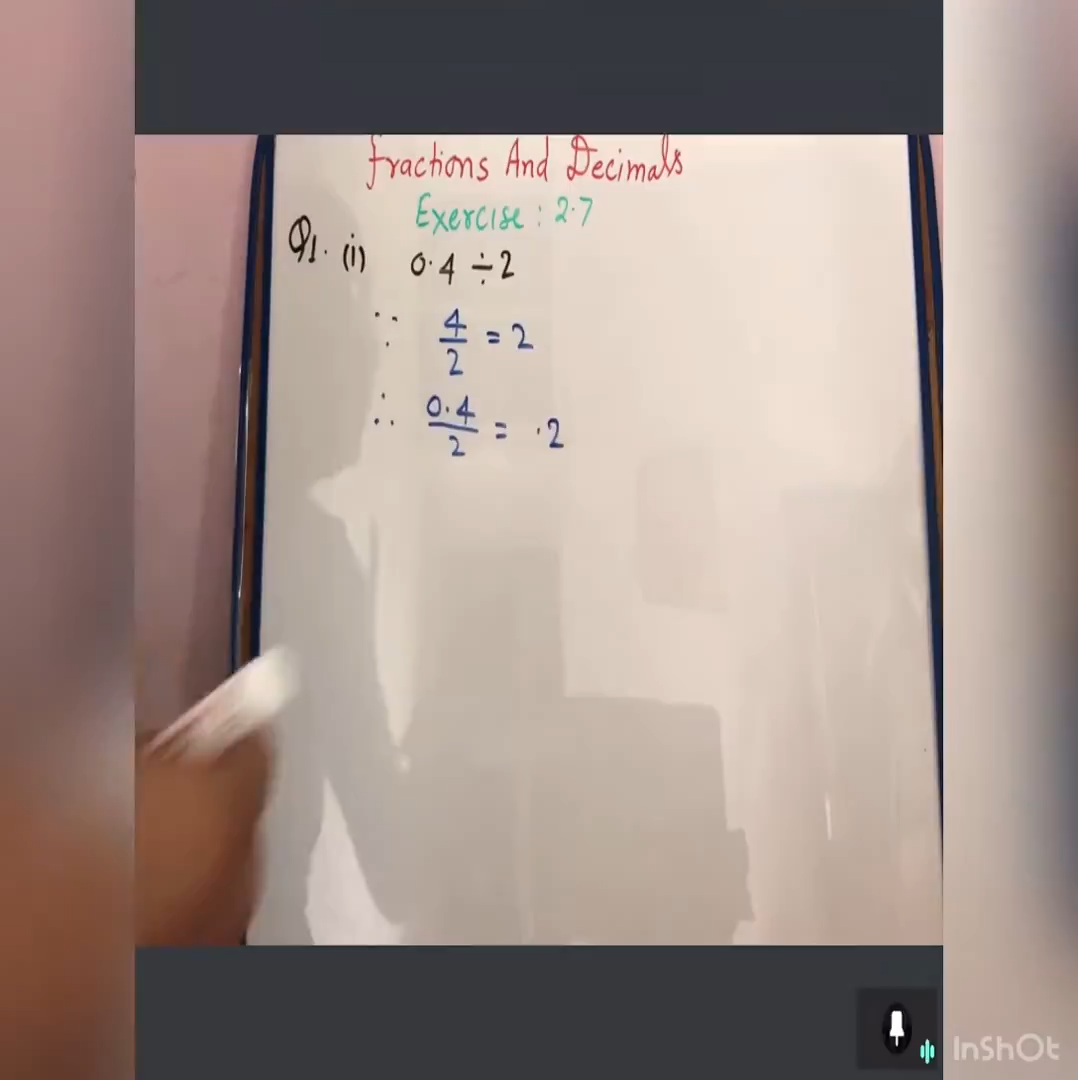 Fractions And Decimals
Exercise : 2.7
Q1. (i) 0.4 ÷ 2
∵ 4/2 = 2
∴ 0.4/2 = .2
InShOt